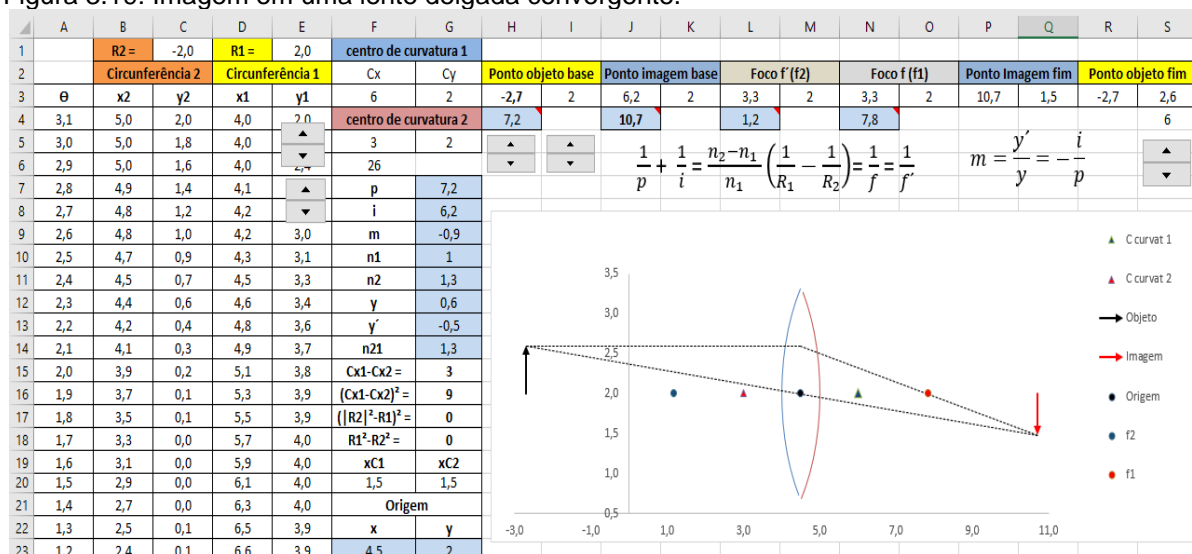 Figura Imagem em uma lente delgada convergente.
A B C D E F G H I J K L M N O P Q R S
1 R2 = -2,0 R1 = 2,0 centro de curvatura 1
2 Circunferência 2 Circunferência 1 Cx Cy Ponto objeto base Ponto imagem base Foco f´(f2) Foco f (f1) Ponto Imagem fim Ponto objeto fim
3 θ x2 y2 x1 y1 6 2 -2,7 2 6,2 2 3,3 2 3,3 2 10,7 1,5 -2,7 2,6
4 3,1 5,0 2,0 4,0 2,0 centro de curvatura 2 7,2 10,7 1,2 7,8 6
5 3,0 5,0 1,8 4,0 3 2
6 2,9 5,0 1,6 4,0 26
7 2,8 4,9 1,4 4,1 p 7,2
8 2,7 4,8 1,2 4,2 i 6,2
9 2,6 4,8 1,0 4,2 3,0 m -0,9
10 2,5 4,7 0,9 4,3 3,1 n1 1
11 2,4 4,5 0,7 4,5 3,3 n2 1,3
12 2,3 4,4 0,6 4,6 3,4 y 0,6
13 2,2 4,2 0,4 4,8 3,6 y´ -0,5
14 2,1 4,1 0,3 4,9 3,7 n21 1,3
15 2,0 3,9 0,2 5,1 3,8 Cx1-Cx2 = 3
16 1,9 3,7 0,1 5,3 3,9 (Cx1-Cx2)² = 9
17 1,8 3,5 0,1 5,5 3,9 (|R2|²-R1)² = 0
18 1,7 3,3 0,0 5,7 4,0 R1²-R2² = 0
19 1,6 3,1 0,0 5,9 4,0 xC1 xC2
20 1,5 2,9 0,0 6,1 4,0 1,5 1,5
21 1,4 2,7 0,0 6,3 4,0 Origem
22 1,3 2,5 0,1 6,5 3,9 x y
23 1,2 2,4 0,1 6,6 3,9 4,5 2
1/p + 1/i = n₂−n₁/n₁ (1/R₁ − 1/R₂) = 1/f = 1/f´
m = y´/y = − i/p
3,5
3,0
2,5
2,0
1,5
1,0
0,5
-3,0 -1,0 1,0 3,0 5,0 7,0 9,0 11,0
C curvat 1
C curvat 2
Objeto
Imagem
Origem
f2
f1